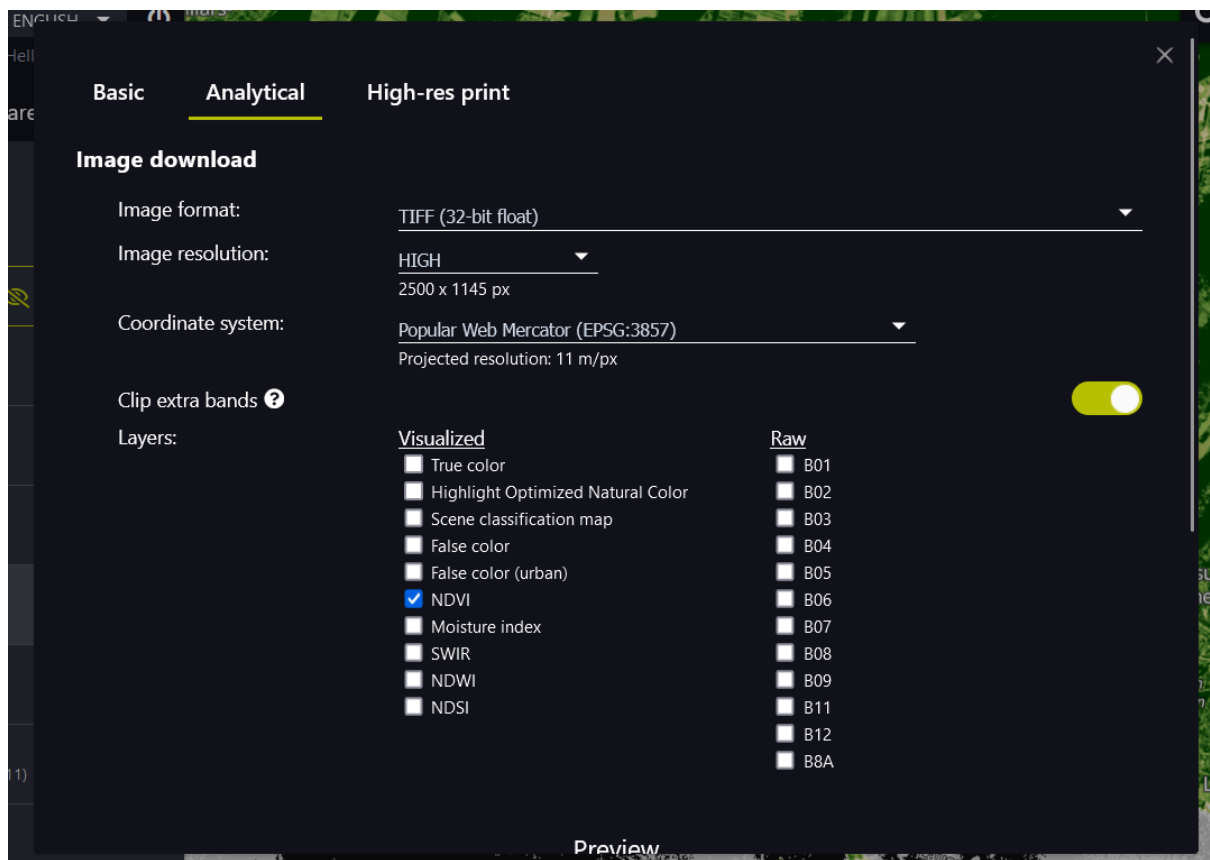 ENGLISH
Hell
are
Basic Analytical High-res print
Image download
Image format: TIFF (32-bit float)
Image resolution: HIGH
2500 x 1145 px
Coordinate system: Popular Web Mercator (EPSG:3857)
Projected resolution: 11 m/px
Clip extra bands ?
Layers: Visualized Raw
True color B01
Highlight Optimized Natural Color B02
Scene classification map B03
False color B04
False color (urban) B05
NDVI B06
Moisture index B07
SWIR B08
NDWI B09
NDSI B11
B12
B8A
11)
Preview